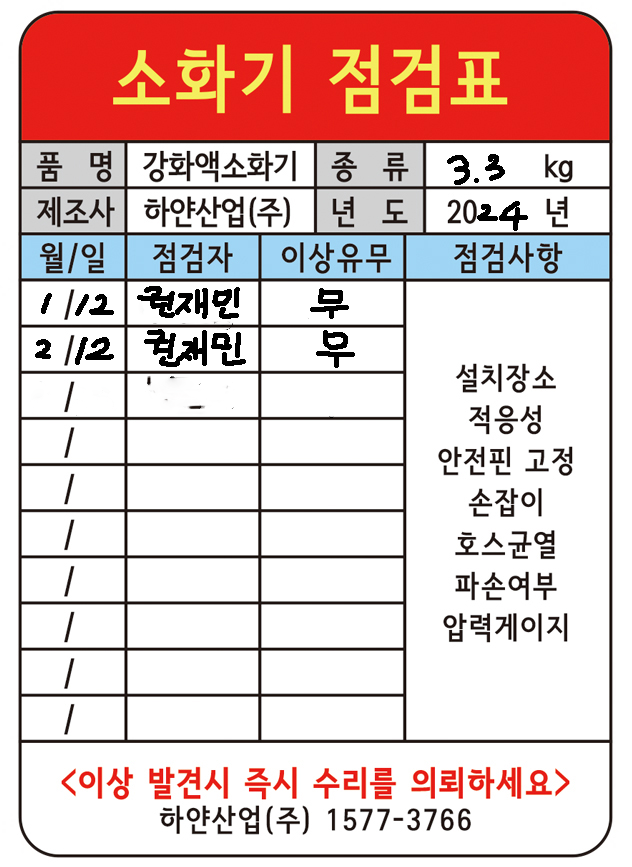 소화기 점검표
품 명 강화액소화기 종 류 3.3 kg
제조사 하얀산업(주) 년 도 2024 년
월/일 점검자 이상유무 점검사항
1/12 권재민 무
2/12 권재민 무
/
/
/
/
/
/
/
/
설치장소
적응성
안전핀 고정
손잡이
호스균열
파손여부
압력게이지
<이상 발견시 즉시 수리를 의뢰하세요>
하얀산업(주) 1577-3766